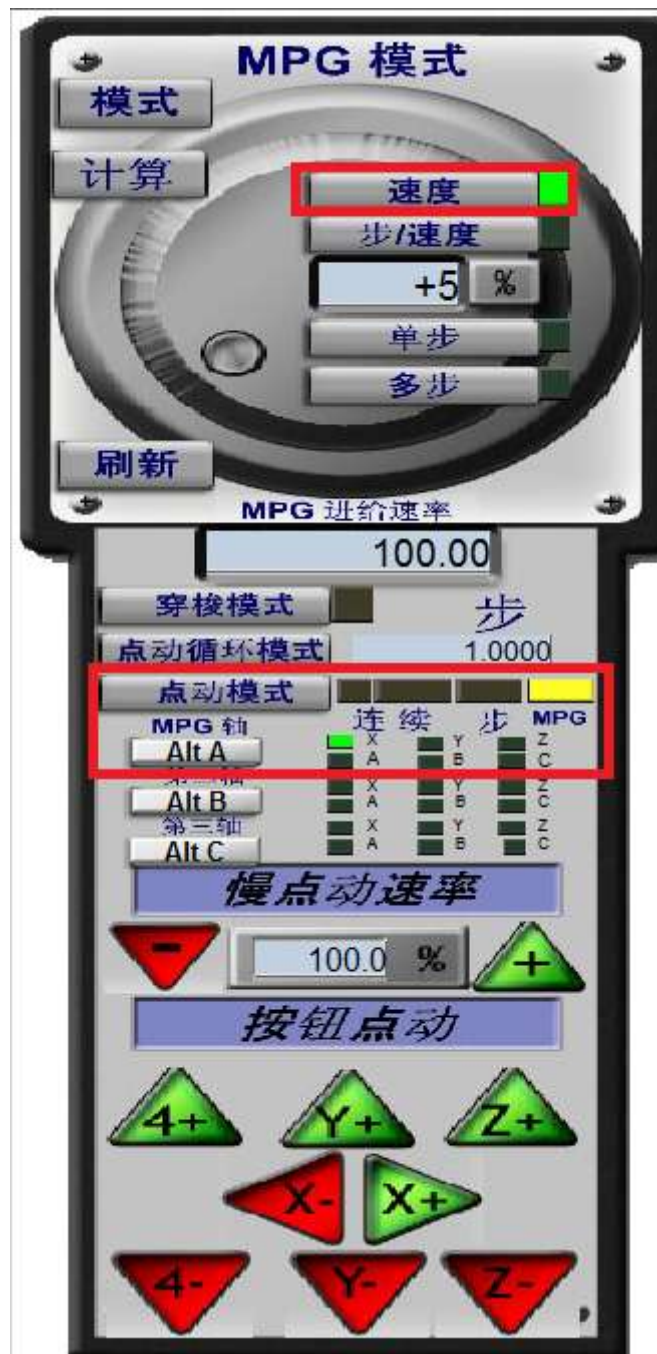 MPG 模式
模式
计算
速度
步/速度
+5 %
单步
多步
刷新
MPG 进给速率
100.00
穿梭模式 步
点动循环模式 1.0000
点动模式
连续 步 MPG
MPG 轴
Alt A
X Y Z
A B C
Alt B
X Y Z
A B C
第三轴
Alt C
X Y Z
A B C
慢点动速率
- 100.0 % +
按钮点动
4+ Y+ Z+
X- X+
4- Y- Z-